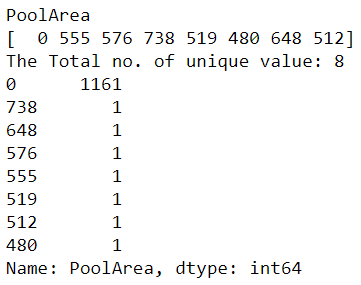 PoolArea
[  0 555 576 738 519 480 648 512]
The Total no. of unique value: 8
0      1161
738       1
648       1
576       1
555       1
519       1
512       1
480       1
Name: PoolArea, dtype: int64